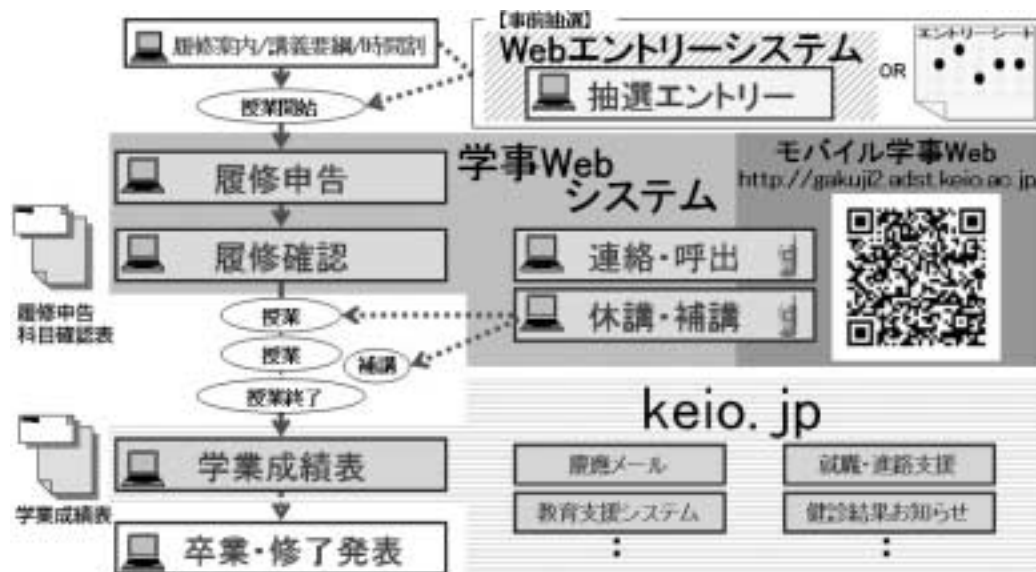 履修案内/講義要綱/時間割
授業開始
【事前抽選】
Webエントリーシステム
抽選エントリー
OR
エントリーシート
履修申告
履修確認
学事Web
システム
連絡・呼出
休講・補講
モバイル学事Web
http://gakuji2.adst.keio.ac.jp
履修申告
科目確認表
授業
授業
補講
授業終了
学業成績表
学業成績表
卒業・修了発表
keio.jp
慶應メール
就職・進路支援
教育支援システム
健診結果お知らせ